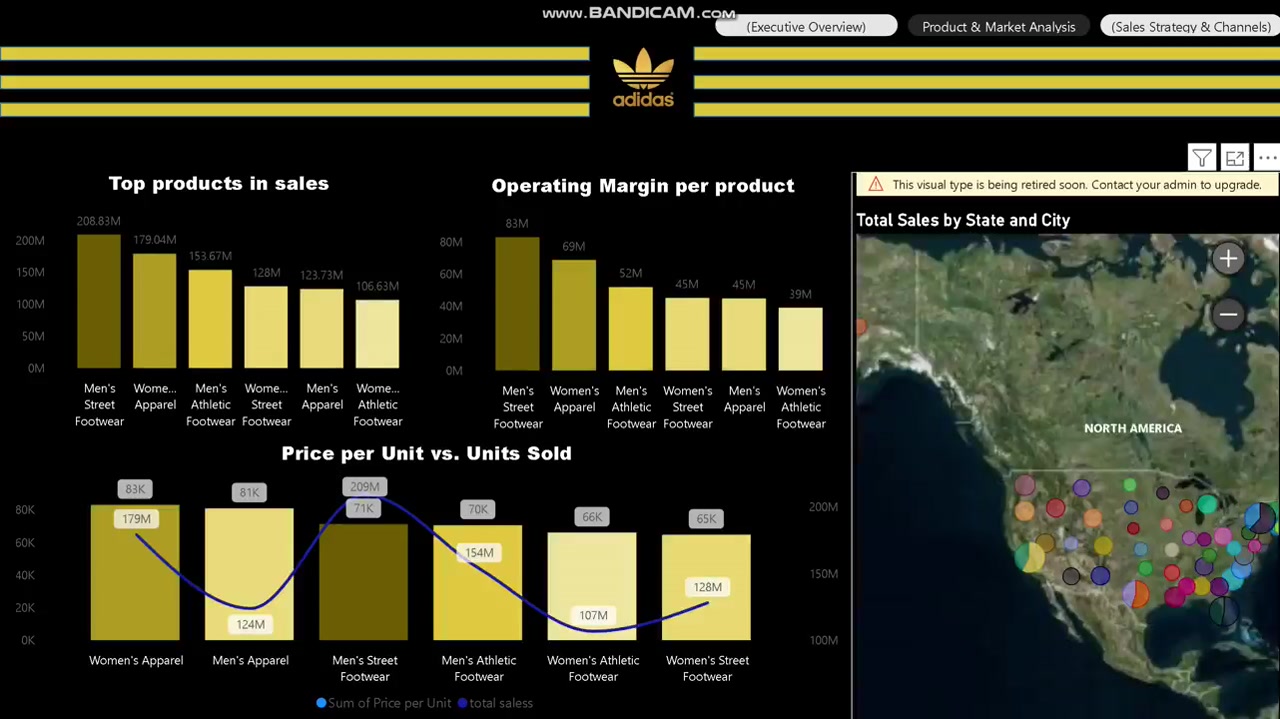 www.BANDICAM.com
(Executive Overview)
Product & Market Analysis
(Sales Strategy & Channels)
adidas
Top products in sales
208.83M
179.04M
153.67M
128M
123.73M
106.63M
200M
150M
100M
50M
0M
Men's Street Footwear
Wome... Apparel
Men's Athletic Footwear
Wome... Street Footwear
Men's Apparel
Wome... Athletic Footwear
Operating Margin per product
83M
69M
52M
45M
45M
39M
80M
60M
40M
20M
0M
Men's Street Footwear
Women's Apparel
Men's Athletic Footwear
Women's Street Footwear
Men's Apparel
Women's Athletic Footwear
This visual type is being retired soon. Contact your admin to upgrade.
Total Sales by State and City
NORTH AMERICA
Price per Unit vs. Units Sold
83K
81K
209M
71K
70K
66K
65K
179M
124M
154M
107M
128M
80K
60K
40K
20K
0K
200M
150M
100M
Women's Apparel
Men's Apparel
Men's Street Footwear
Men's Athletic Footwear
Women's Athletic Footwear
Women's Street Footwear
Sum of Price per Unit
total saless